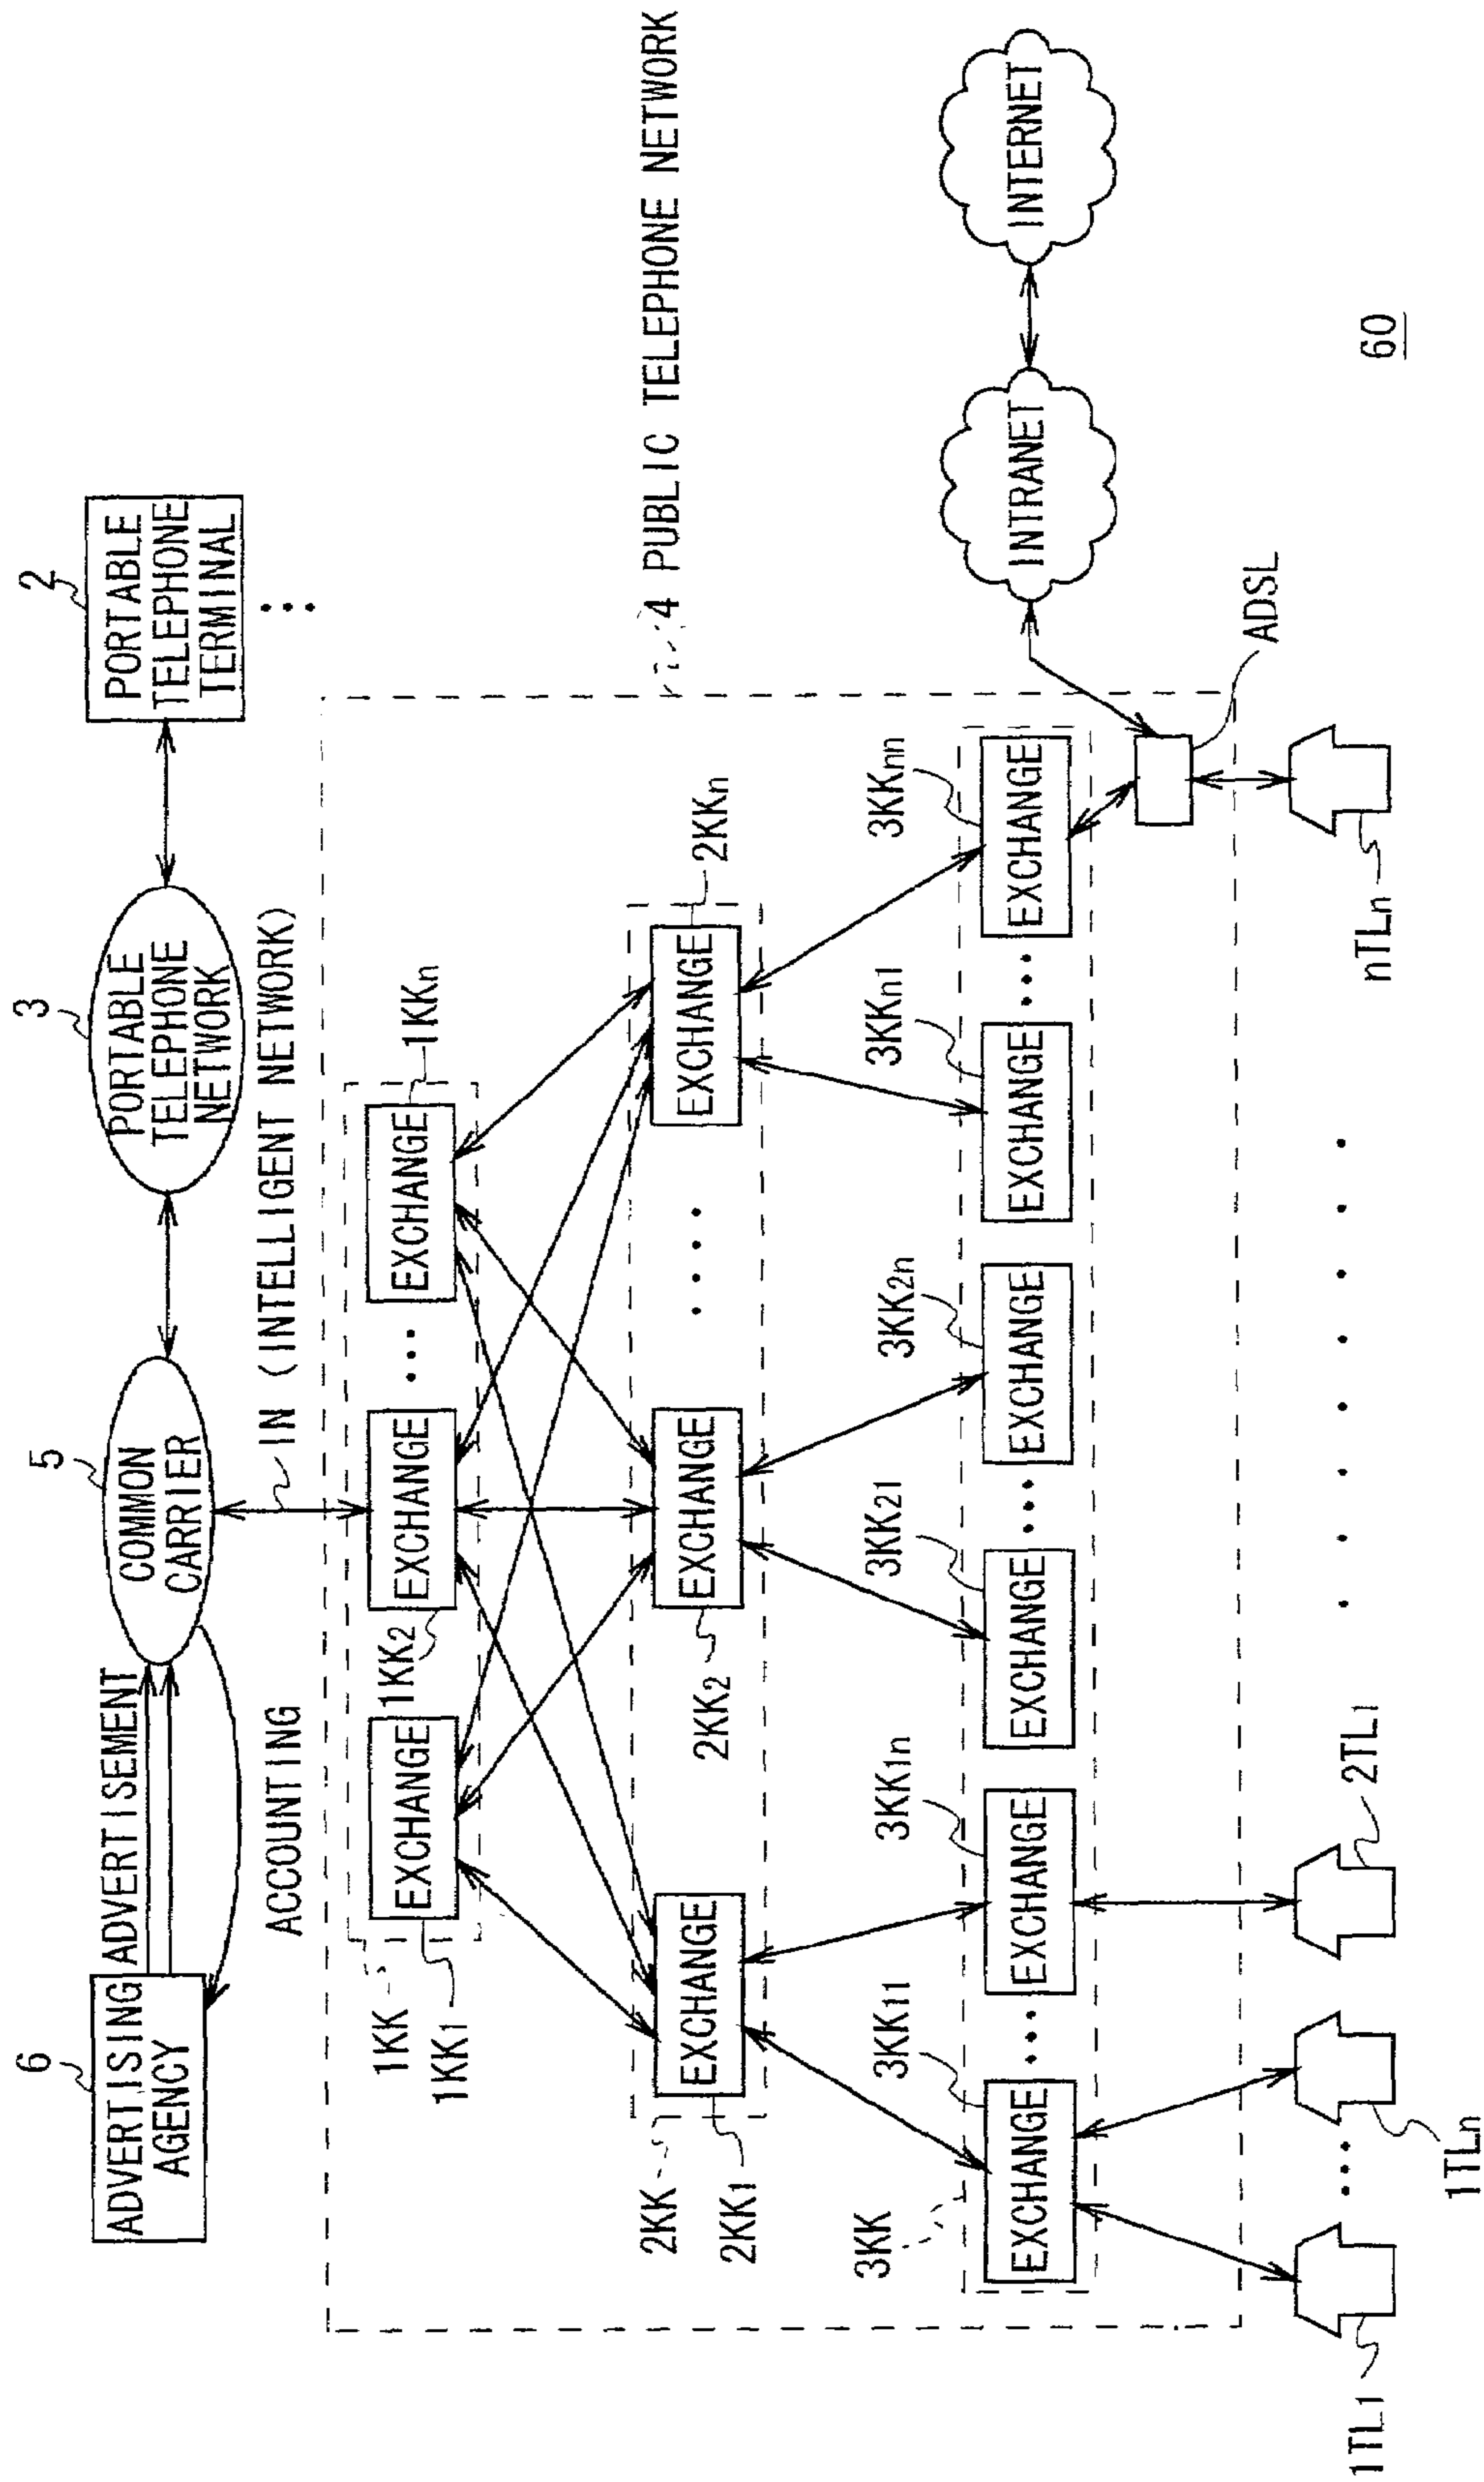 6
ADVERTISING
AGENCY
ADVERTISEMENT
ACCOUNTING
5
COMMON
CARRIER
3
PORTABLE
TELEPHONE
NETWORK
2
PORTABLE
TELEPHONE
TERMINAL
IN (INTELLIGENT NETWORK)
4 PUBLIC TELEPHONE NETWORK
1KK
1KK1
EXCHANGE
1KK2
EXCHANGE
...
EXCHANGE
1KKn
2KK
2KK1
EXCHANGE
2KK2
EXCHANGE
....
EXCHANGE
2KKn
3KK
3KK11
EXCHANGE
...
3KK1n
EXCHANGE
3KK21
EXCHANGE
...
3KK2n
EXCHANGE
3KKn1
EXCHANGE
...
3KKnn
EXCHANGE
ADSL
INTRANET
INTERNET
1TL1
...
1TLn
2TL1
........
nTLn
60